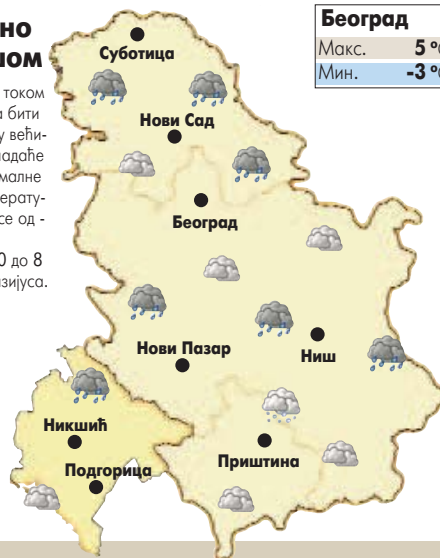 но
ном
током
а бити
у већи-
адаће
малне
ерату-
се од -
0 до 8
зијуса.
Београд
Макс. 5 °
Мин. -3 °
Суботица
Нови Сад
Београд
Нови Пазар
Ниш
Никшић
Подгорица
Приштина